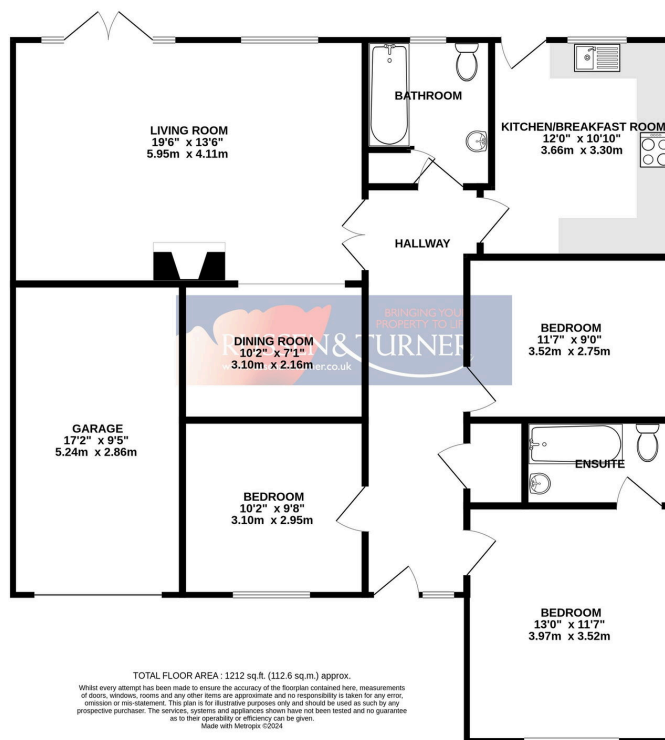 LIVING ROOM
19'6" x 13'6"
5.95m x 4.11m
BATHROOM
KITCHEN/BREAKFAST ROOM
12'0" x 10'10"
3.66m x 3.30m
HALLWAY
BRINGING YOUR
PROPERTY TO LIFE
& TURNER
DINING ROOM
10'2" x 7'1"
3.10m x 2.16m
BEDROOM
11'7" x 9'0"
3.52m x 2.75m
GARAGE
17'2" x 9'5"
5.24m x 2.86m
ENSUITE
BEDROOM
10'2" x 9'8"
3.10m x 2.95m
BEDROOM
13'0" x 11'7"
3.97m x 3.52m
TOTAL FLOOR AREA : 1212 sq.ft. (112.6 sq.m.) approx.
Whilst every attempt has been made to ensure the accuracy of the floorplan contained here, measurements
of doors, windows, rooms and any other items are approximate and no responsibility is taken for any error,
omission or mis-statement. This plan is for illustrative purposes only and should be used as such by any
prospective purchaser. The services, systems and appliances shown have not been tested and no guarantee
as to their operability or efficiency can be given.
Made with Metropix ©2024